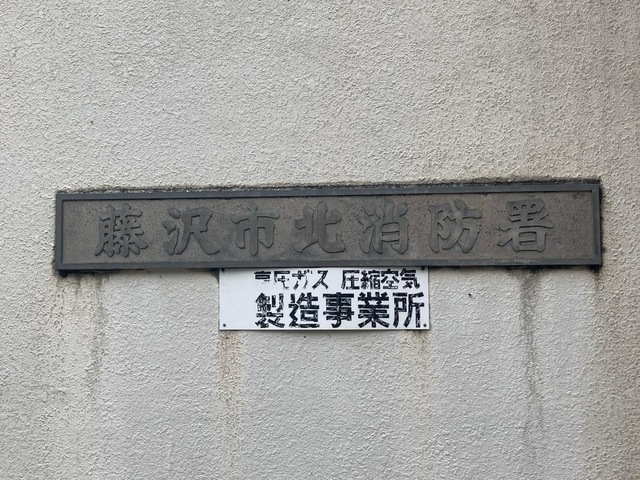 藤沢市北消防署
高圧ガス 圧縮空気
製造事業所